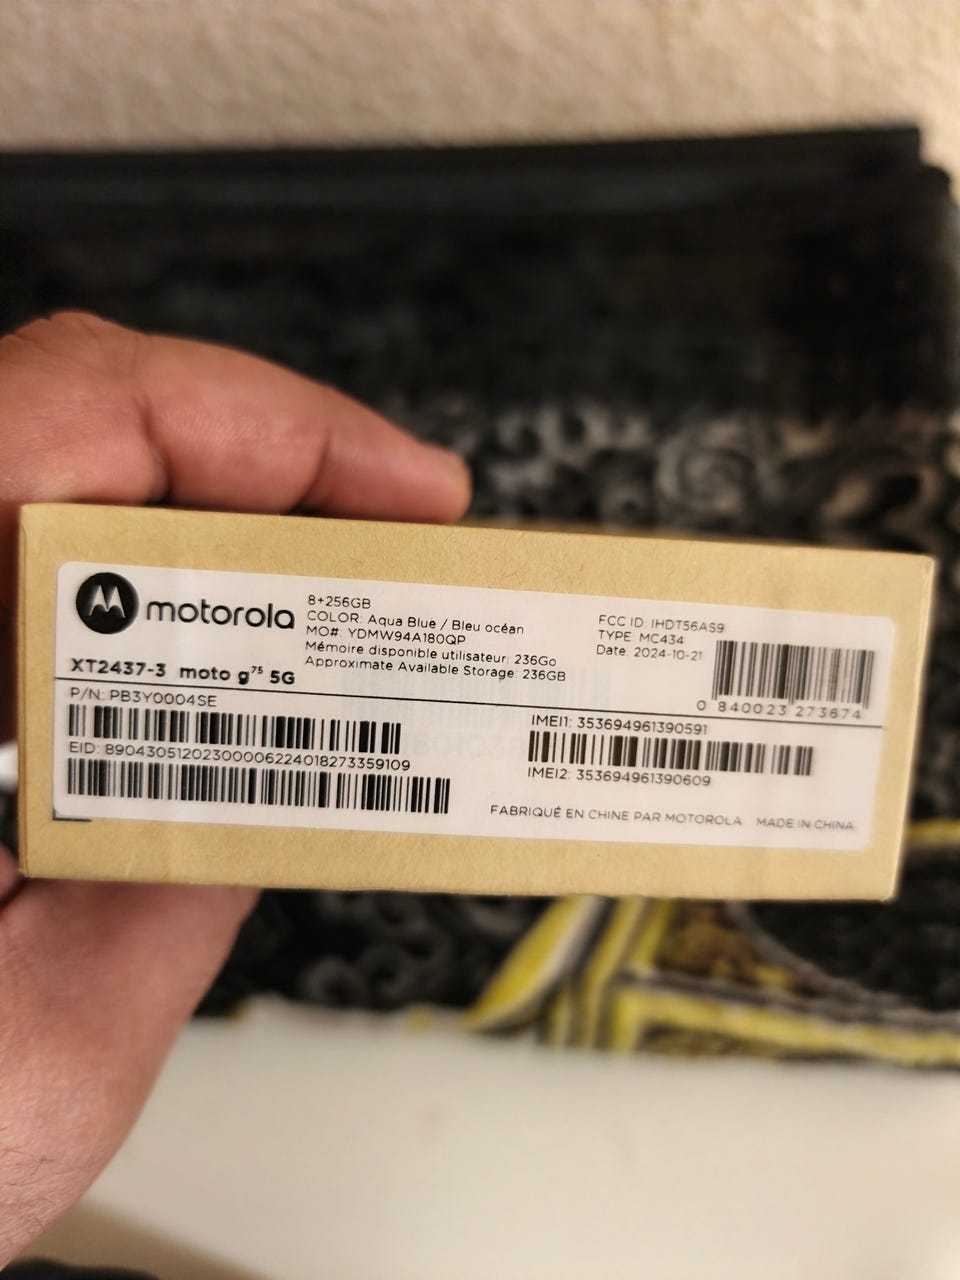 motorola
XT2437-3 moto g75 5G
8+256GB
COLOR: Aqua Blue / Bleu océan
MO#: YDMW94A180QP
Mémoire disponible utilisateur: 236Go
Approximate Available Storage: 236GB
FCC ID: IHDT56AS9
TYPE: MC434
Date: 2024-10-21
0 840023 273674
P/N: PB3Y0004SE
EID: 89043051202300006224018273359109
IMEI1: 353694961390591
IMEI2: 353694961390609
FABRIQUÉ EN CHINE PAR MOTOROLA MADE IN CHINA